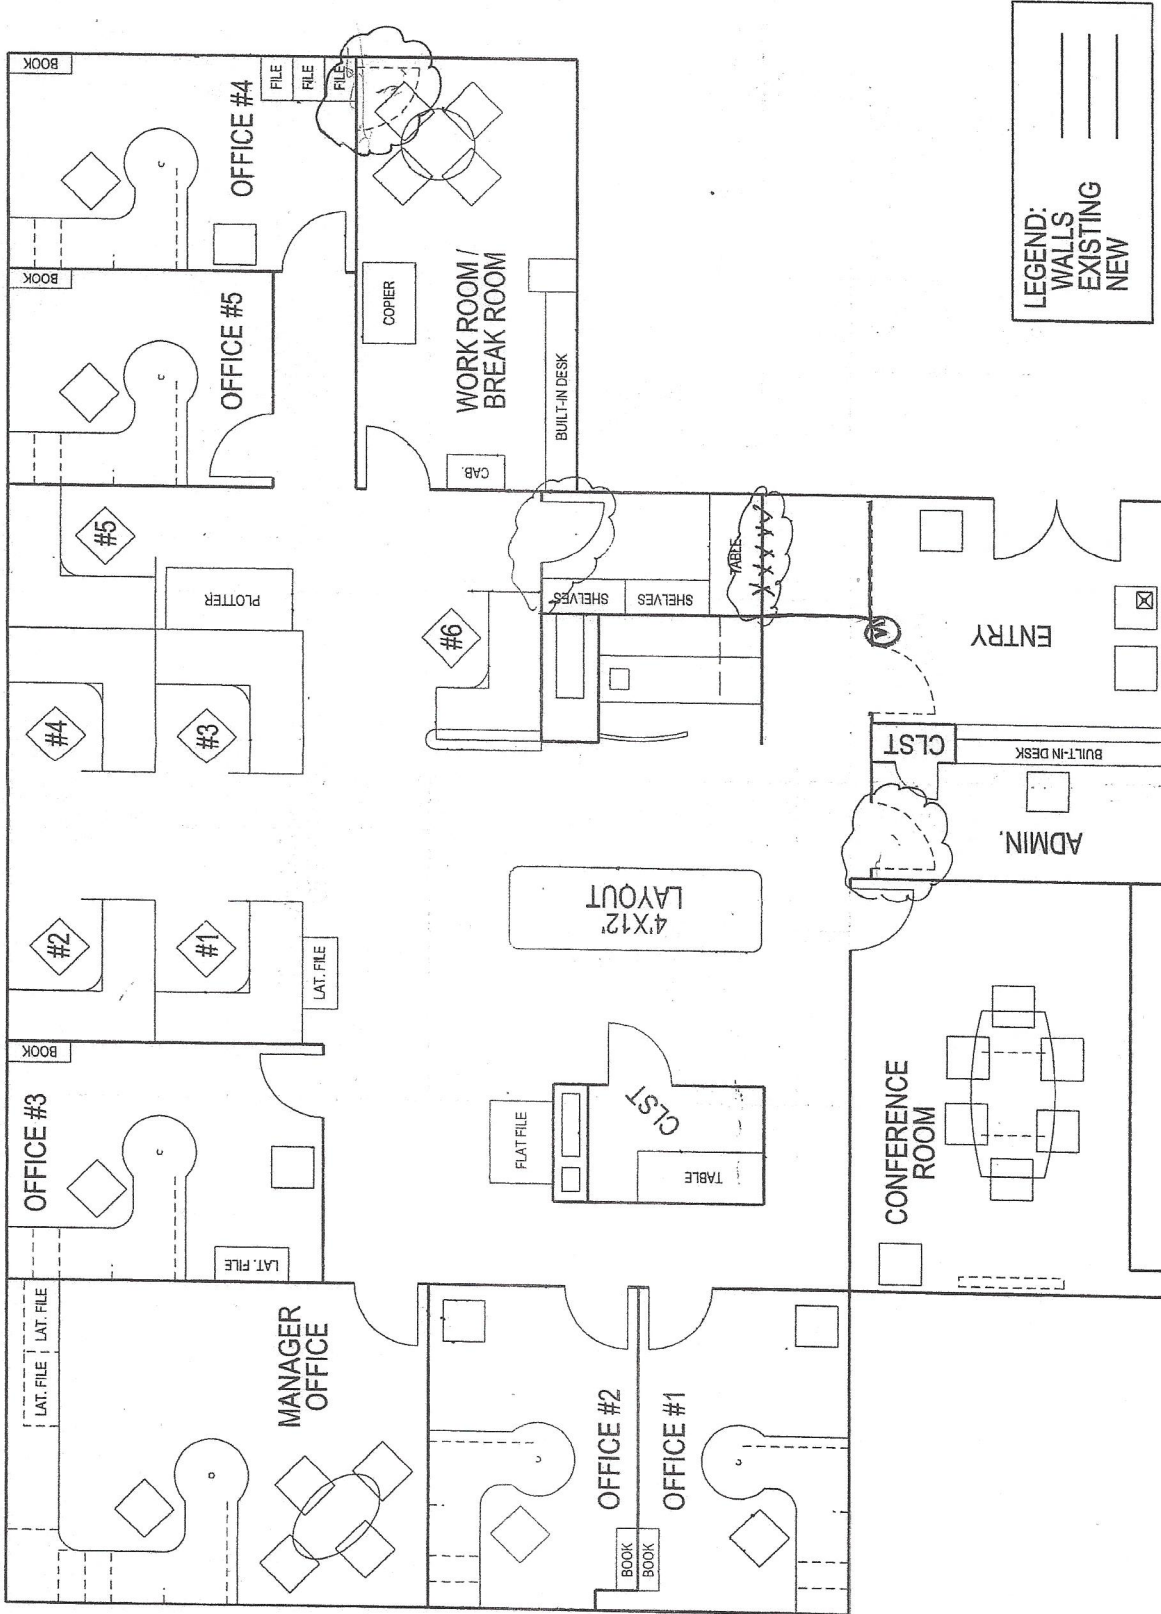 BOOK
OFFICE #4
FILE
FILE
FILE
BOOK
OFFICE #5
COPIER
WORK ROOM /
BREAK ROOM
BUILT-IN DESK
CAB.
#5
PLOTTER
#4
#3
#6
SHELVES
SHELVES
TABLE
ENTRY
CLST
BUILT-IN DESK
ADMIN.
4'X12'
LAYOUT
#2
#1
LAT. FILE
BOOK
OFFICE #3
LAT. FILE
FLAT FILE
CLST
TABLE
CONFERENCE
ROOM
LAT. FILE
LAT. FILE
MANAGER
OFFICE
OFFICE #2
OFFICE #1
BOOK
BOOK
LEGEND:
WALLS
EXISTING
NEW